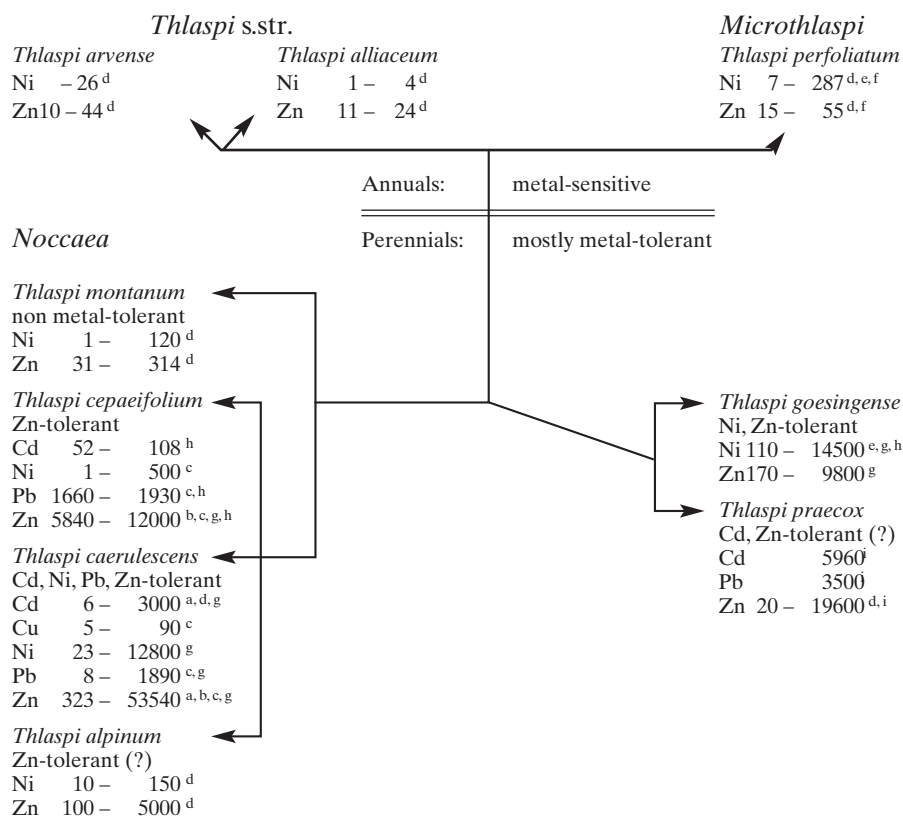 Thlaspi s.str.
Thlaspi arvense
Ni – 26 d
Zn10 – 44 d
Thlaspi alliaceum
Ni 1 – 4 d
Zn 11 – 24 d
Microthlaspi
Thlaspi perfoliatum
Ni 7 – 287 d, e, f
Zn 15 – 55 d, f
Annuals: metal-sensitive
Perennials: mostly metal-tolerant
Noccaea
Thlaspi montanum
non metal-tolerant
Ni 1 – 120 d
Zn 31 – 314 d
Thlaspi cepaeifolium
Zn-tolerant
Cd 52 – 108 h
Ni 1 – 500 c
Pb 1660 – 1930 c, h
Zn 5840 – 12000 b, c, g, h
Thlaspi caerulescens
Cd, Ni, Pb, Zn-tolerant
Cd 6 – 3000 a, d, g
Cu 5 – 90 c
Ni 23 – 12800 g
Pb 8 – 1890 c, g
Zn 323 – 53540 a, b, c, g
Thlaspi alpinum
Zn-tolerant (?)
Ni 10 – 150 d
Zn 100 – 5000 d
Thlaspi goesingense
Ni, Zn-tolerant
Ni 110 – 14500 e, g, h
Zn170 – 9800 g
Thlaspi praecox
Cd, Zn-tolerant (?)
Cd 5960 i
Pb 3500 i
Zn 20 – 19600 d, i